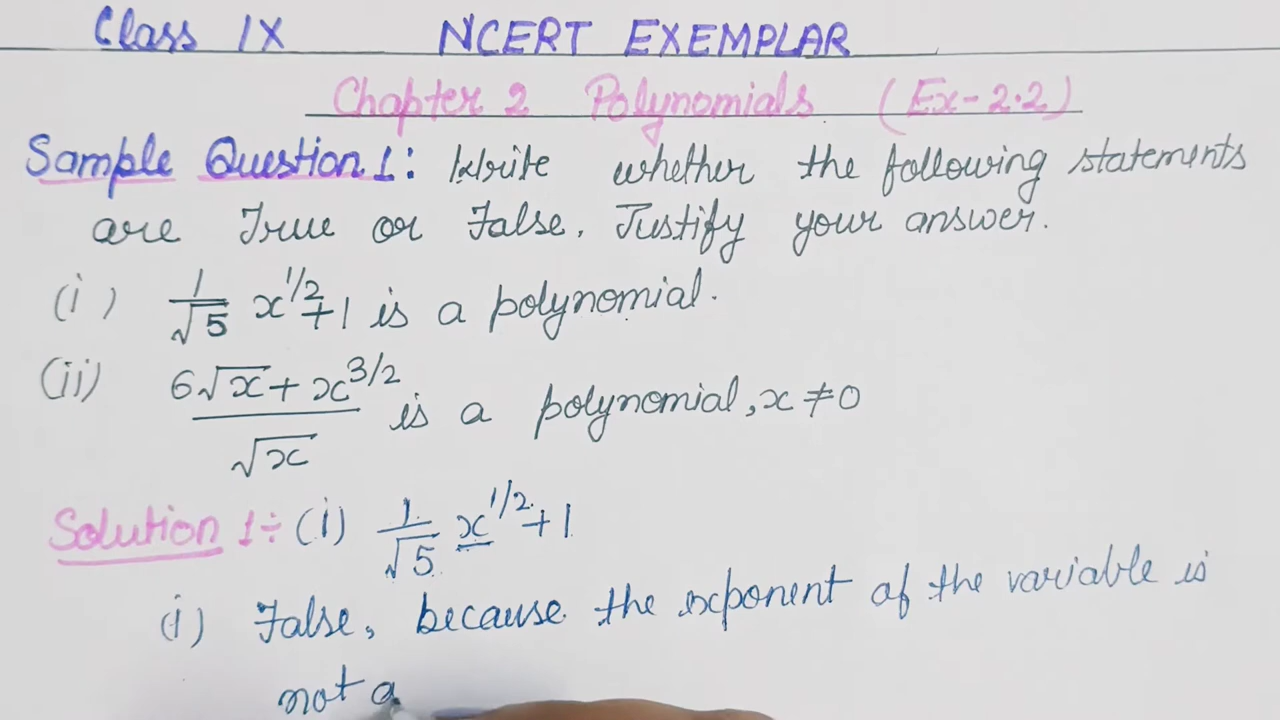 Class IX NCERT EXEMPLAR
Chapter 2 Polynomials (Ex-2.2)
Sample Question.1: Write whether the following statements
are True or False. Justify your answer.
(i) 1/√5 x^1/2+1 is a polynomial.
(ii) 6√x+x^3/2 / √x is a polynomial, x≠0
Solution 1÷ (i) 1/√5 x^1/2+1
(i) False, because the exponent of the variable is
not a